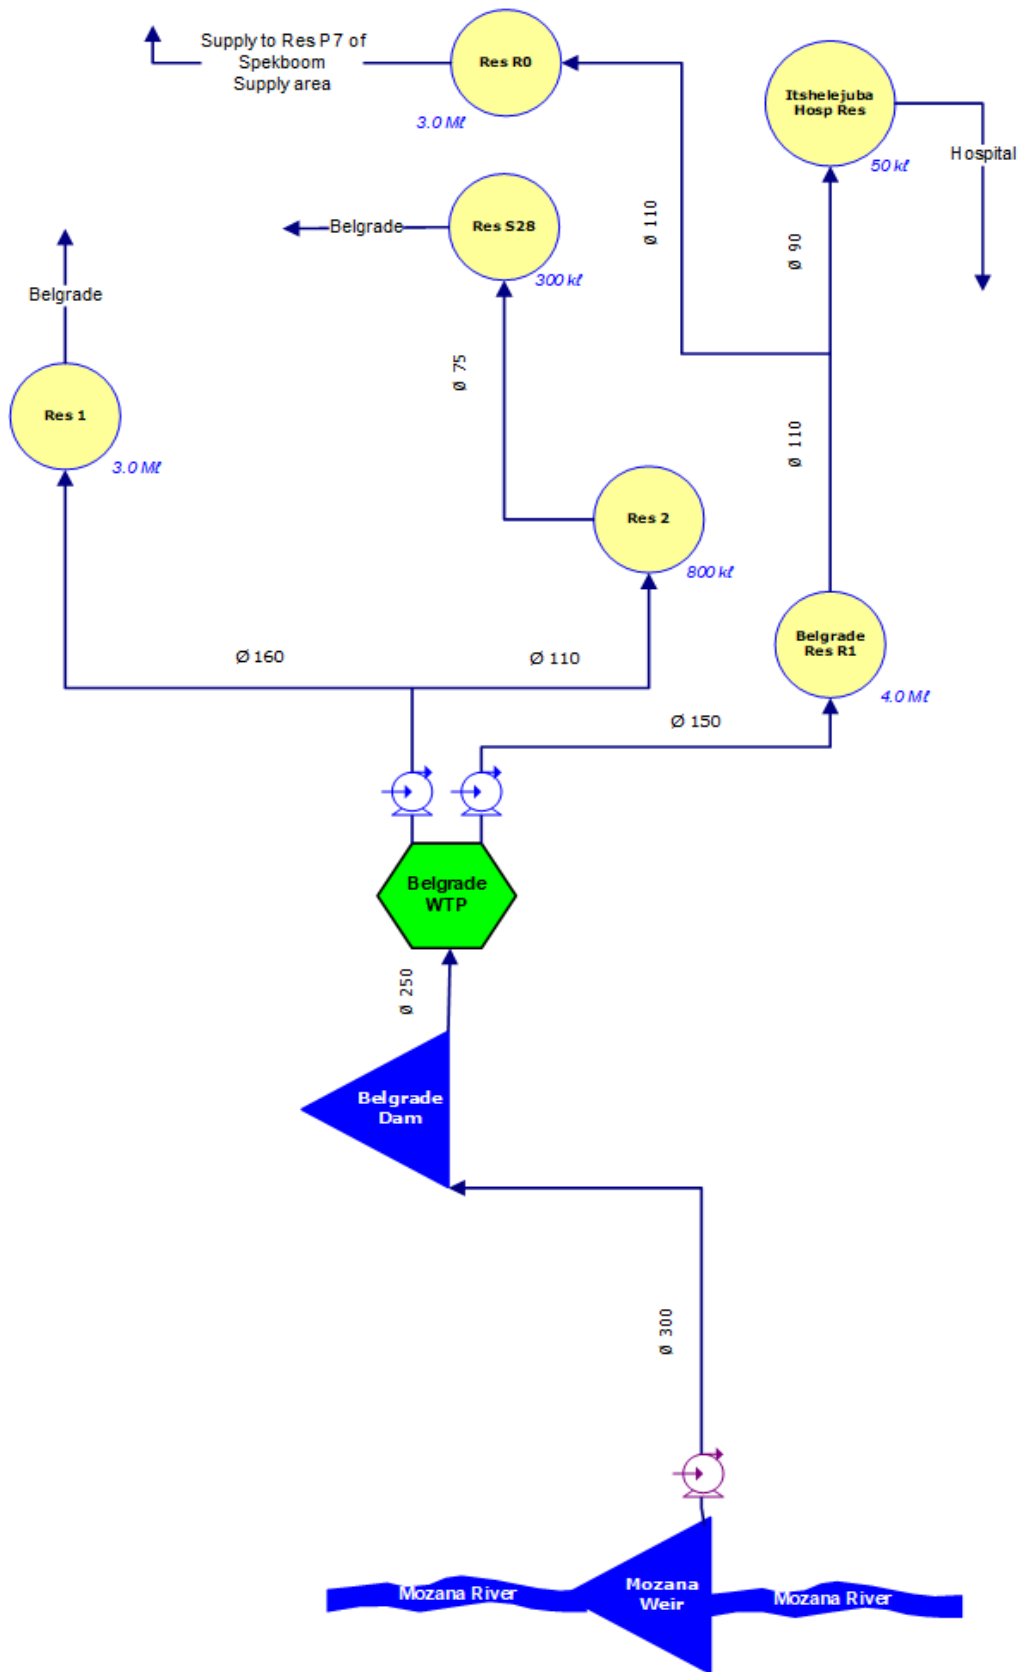 Supply to Res P7 of
Spekboom
Supply area
Res R0
3.0 Mℓ
Itshelejuba
Hosp Res
50 kℓ
Hospital
Ø 110
Ø 90
Belgrade
Res S28
300 kℓ
Belgrade
Ø 75
Res 1
3.0 Mℓ
Ø 110
Res 2
800 kℓ
Belgrade
Res R1
4.0 Mℓ
Ø 160
Ø 110
Ø 150
Belgrade
WTP
Ø 250
Belgrade
Dam
Ø 300
Mozana River
Mozana
Weir
Mozana River